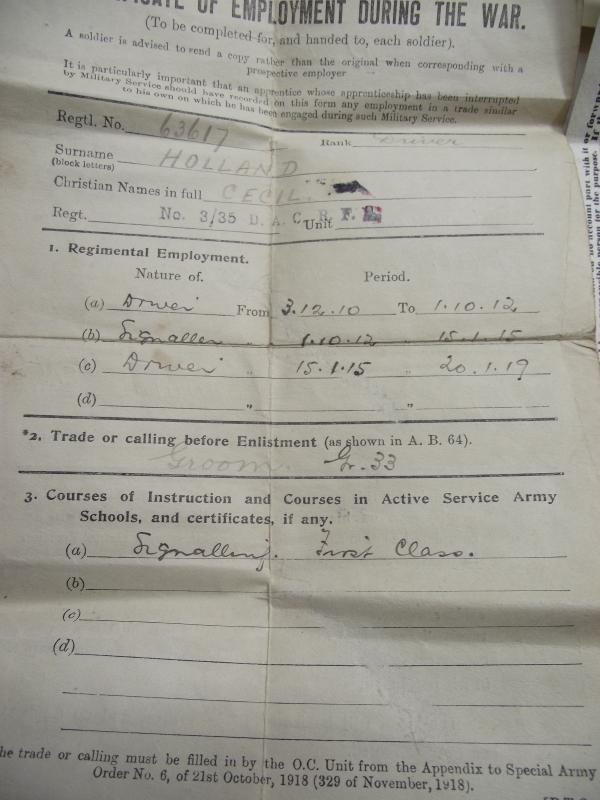 OF EMPLOYMENT DURING THE WAR.
(To be completed for, and handed to, each soldier).
A soldier is advised to send a copy rather than the original when corresponding with a
prospective employer
It is particularly important that an apprentice whose apprenticeship has been interrupted
by Military Service should have recorded on this form any employment in a trade similar
to his own on which he has been engaged during such Military Service.
Regtl. No. 63617 Rank Driver
Surname HOLLAND
(block letters)
Christian Names in full CECIL.
Regt. No. 3/35 D. A. C. R. F. A. Unit
1. Regimental Employment.
Nature of. Period.
(a) Driver From 3.12.10 To 1.10.12
(b) Signaller " 1.10.12 " 15.1.15
(c) Driver " 15.1.15 " 20.1.19
(d) " "
*2. Trade or calling before Enlistment (as shown in A. B. 64).
Groom. Gr. 33
3. Courses of Instruction and Courses in Active Service Army
Schools, and certificates, if any.
(a) Signalling. First Class.
(b)
(c)
(d)
he trade or calling must be filled in by the O.C. Unit from the Appendix to Special Army
Order No. 6, of 21st October, 1918 (329 of November, 1918).